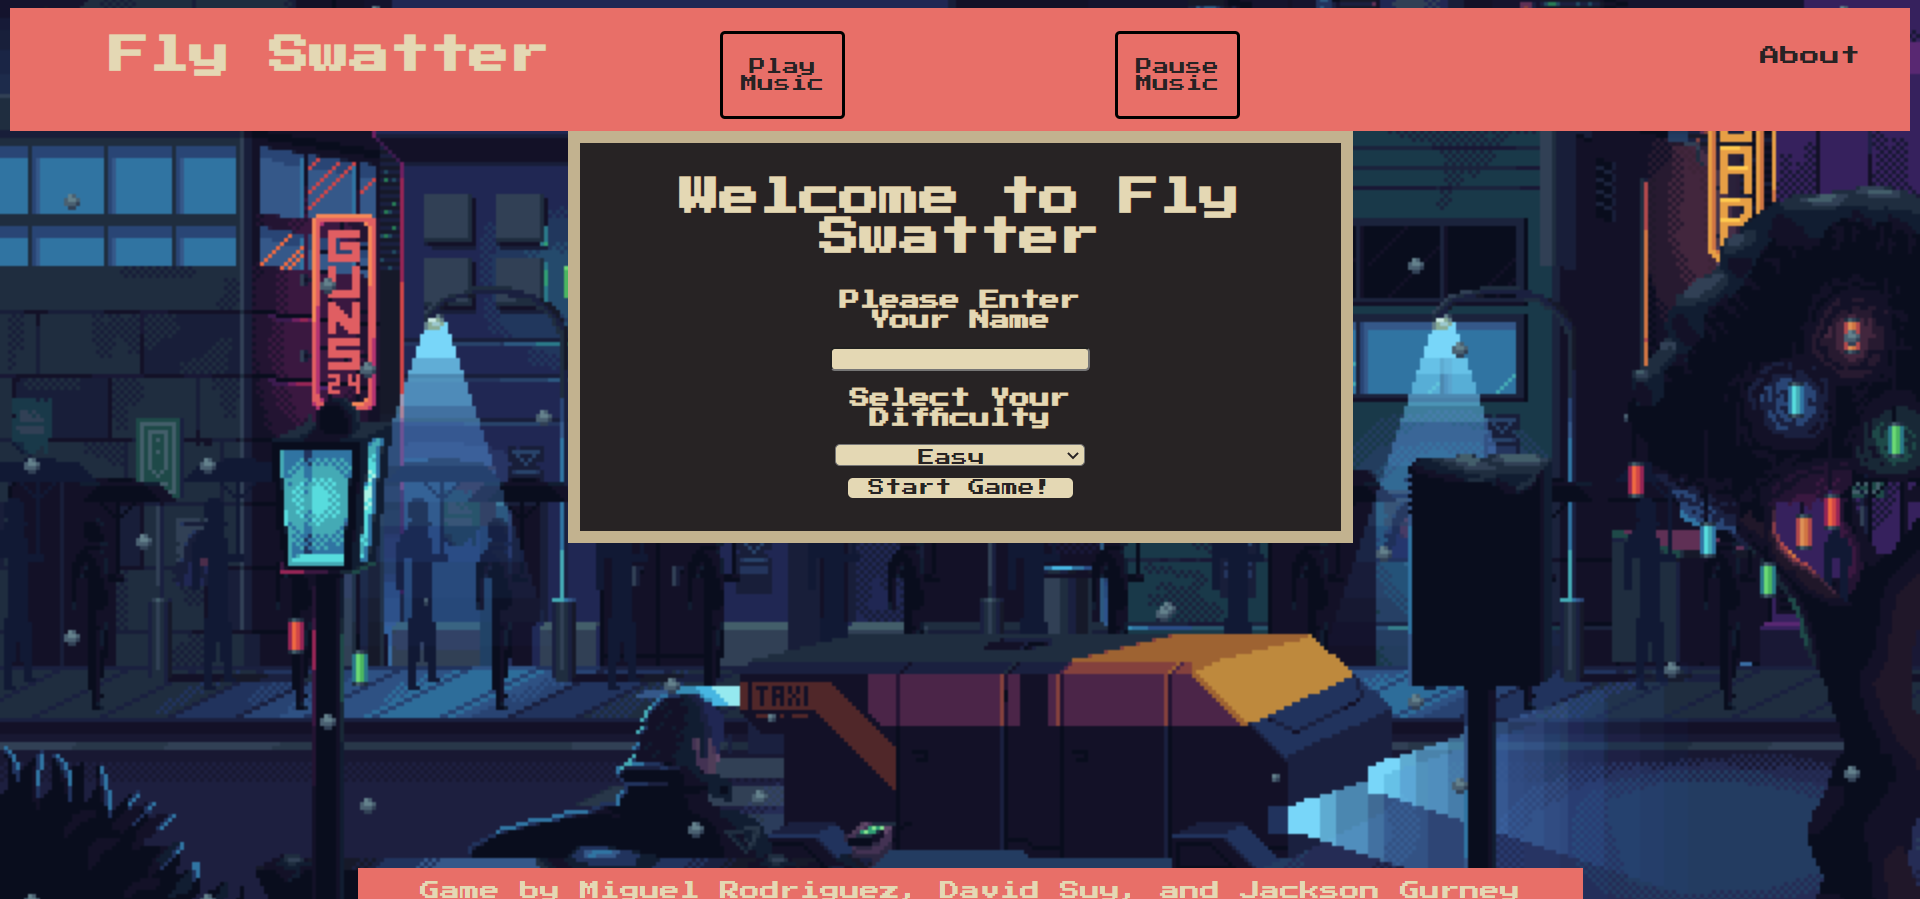 Fly Swatter
Play
Music
Pause
Music
About
Welcome to Fly
Swatter
Please Enter
Your Name
Select Your
Difficulty
Easy
Start Game!
GUNS
24
AP
TAXI
Game by Miguel Rodriguez, David Suy, and Jackson Gurney